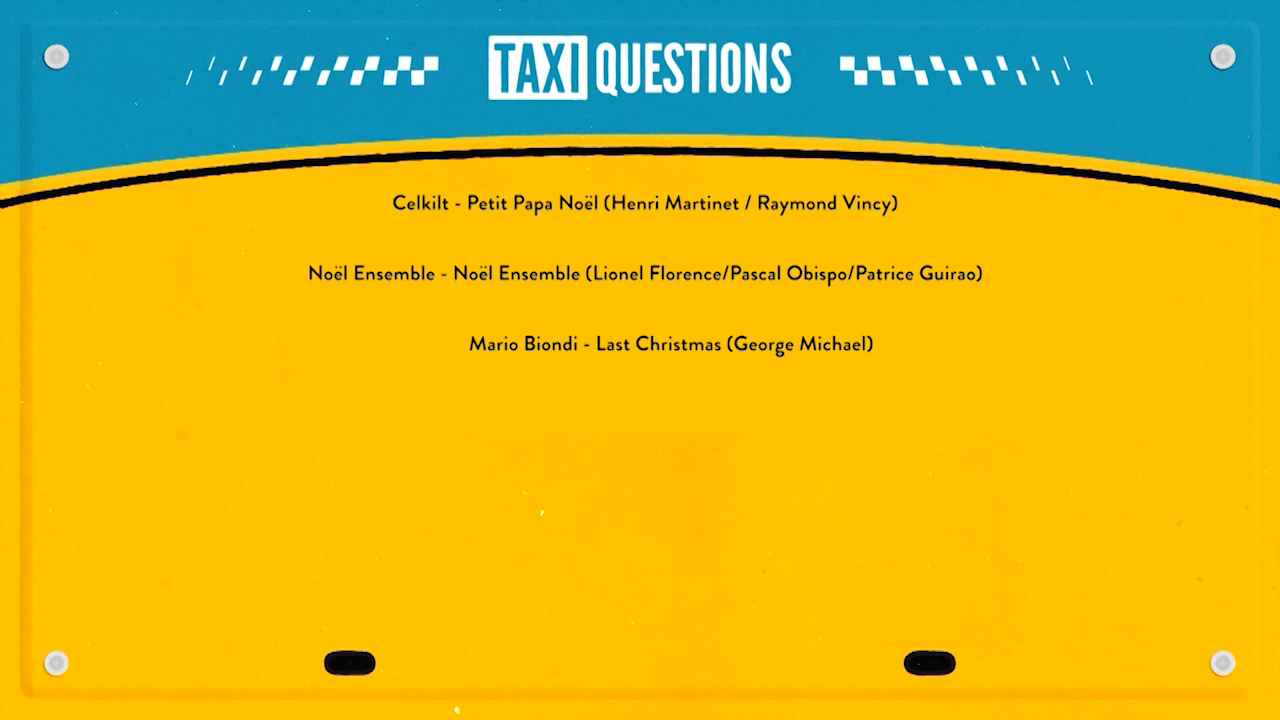 TAXI QUESTIONS
Celkilt - Petit Papa Noël (Henri Martinet / Raymond Vincy)
Noël Ensemble - Noël Ensemble (Lionel Florence/Pascal Obispo/Patrice Guirao)
Mario Biondi - Last Christmas (George Michael)